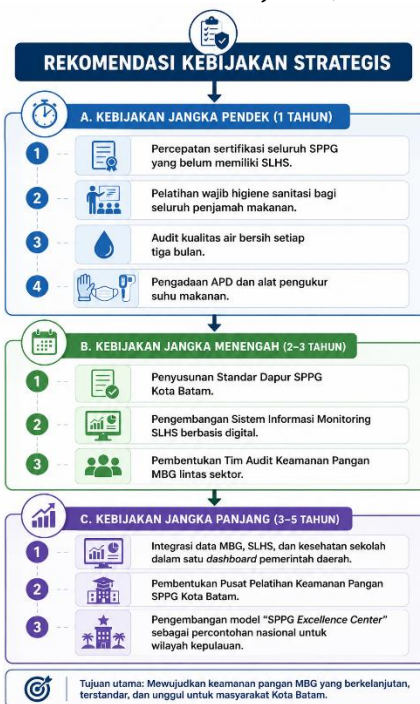 REKOMENDASI KEBIJAKAN STRATEGIS
A. KEBIJAKAN JANGKA PENDEK (1 TAHUN)
1
Percepatan sertifikasi seluruh SPPG
yang belum memiliki SLHS.
2
Pelatihan wajib higiene sanitasi bagi
seluruh penjamah makanan.
3
Audit kualitas air bersih setiap
tiga bulan.
4
Pengadaan APD dan alat pengukur
suhu makanan.
B. KEBIJAKAN JANGKA MENENGAH (2–3 TAHUN)
1
Penyusunan Standar Dapur SPPG
Kota Batam.
2
Pengembangan Sistem Informasi Monitoring
SLHS berbasis digital.
3
Pembentukan Tim Audit Keamanan Pangan
MBG lintas sektor.
C. KEBIJAKAN JANGKA PANJANG (3–5 TAHUN)
1
Integrasi data MBG, SLHS, dan kesehatan sekolah
dalam satu dashboard pemerintah daerah.
2
Pembentukan Pusat Pelatihan Keamanan Pangan
SPPG Kota Batam.
3
Pengembangan model “SPPG Excellence Center”
sebagai percontohan nasional untuk
wilayah kepulauan.
Tujuan utama: Mewujudkan keamanan pangan MBG yang berkelanjutan,
terstandar, dan unggul untuk masyarakat Kota Batam.